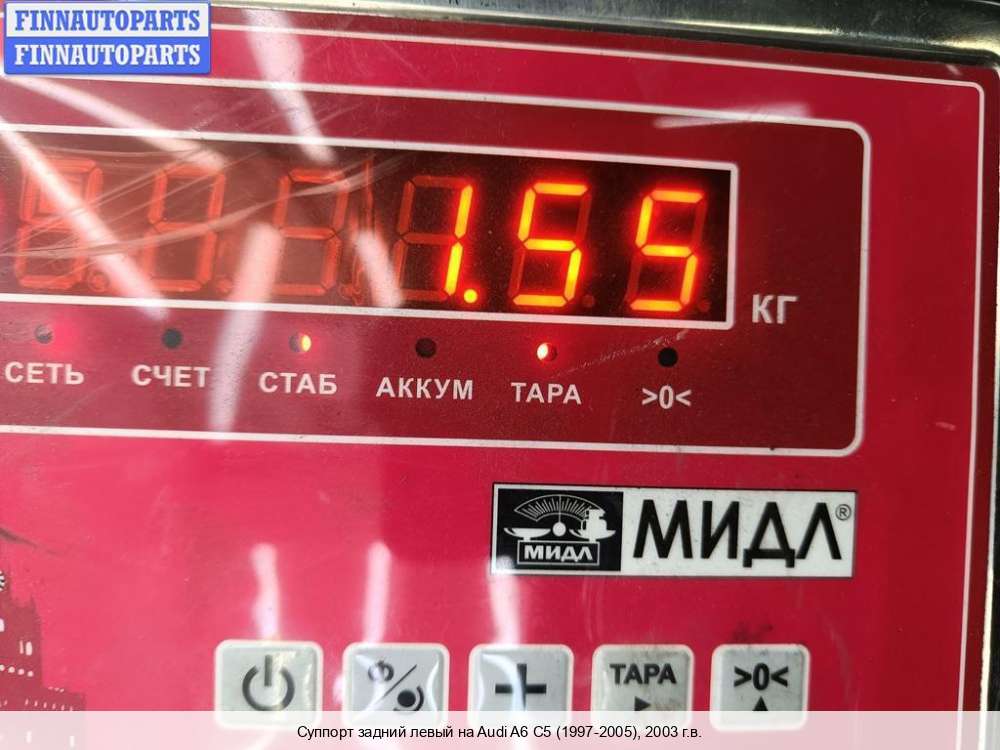 FINNAUTOPARTS
FINNAUTOPARTS
1.55
КГ
СЕТЬ СЧЕТ СТАБ АККУМ ТАРА >0<
МИДЛ МИДЛ®
Ф/ + ТАРА >0<
Суппорт задний левый на Audi A6 C5 (1997-2005), 2003 г.в.